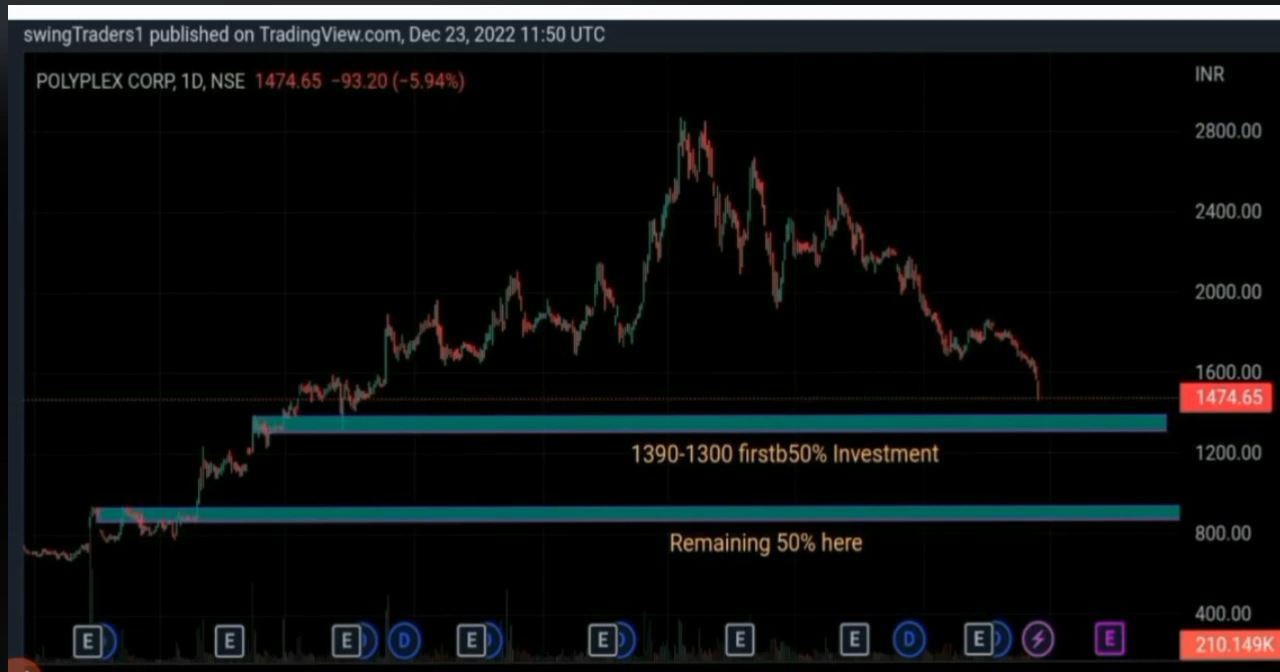 swingTraders1 published on TradingView.com, Dec 23, 2022 11:50 UTC
POLYPLEX CORP, 1D, NSE 1474.65 −93.20 (−5.94%)
INR
2800.00
2400.00
2000.00
1600.00
1474.65
1390-1300 firstb50% Investment
1200.00
800.00
Remaining 50% here
400.00
E E E D E E E E D E E
210.149K